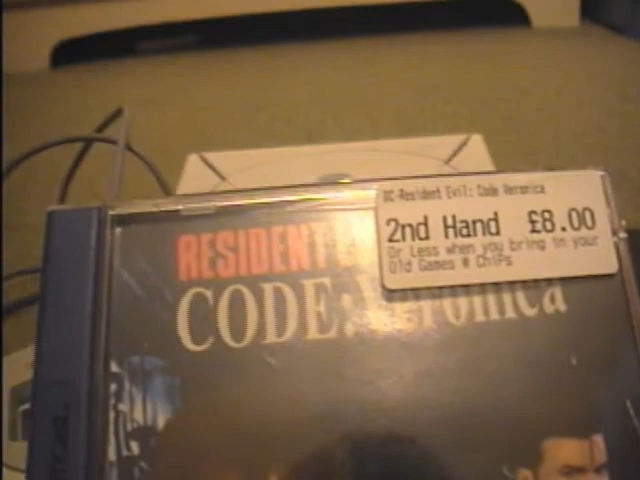 DC-Resident Evil: Code Veronica
2nd Hand £8.00
Or Less when you bring in your
Old Games @ ChiPs
RESIDENT
CODE: Veronica